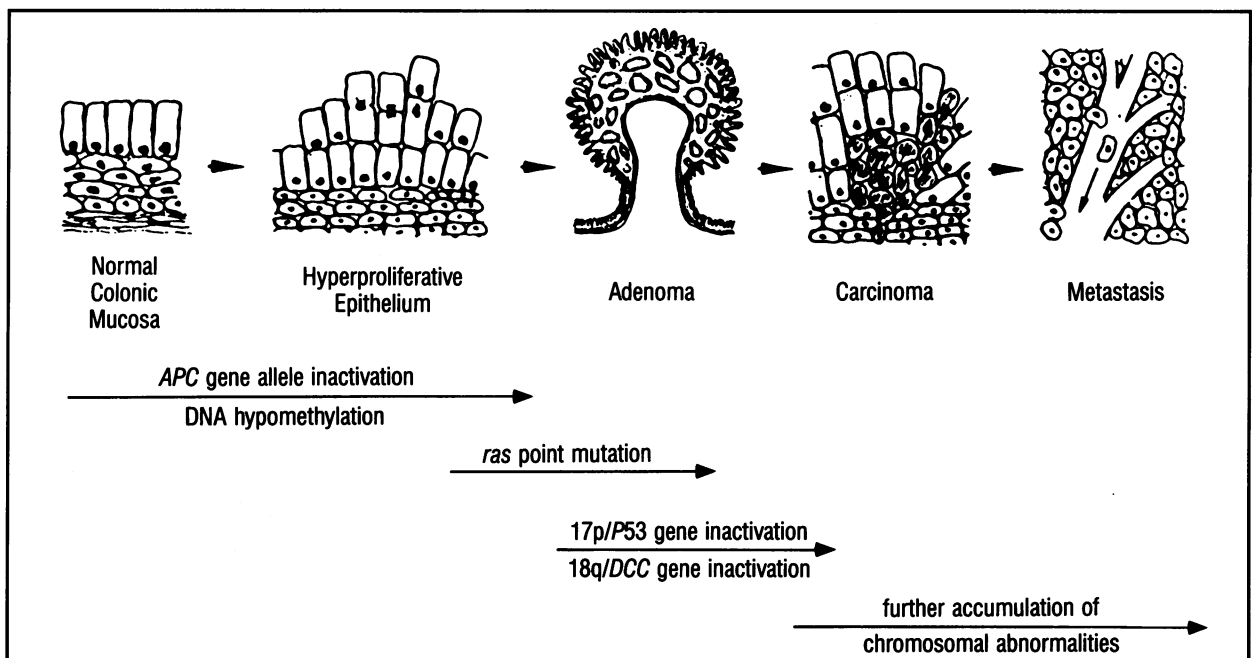 Normal
Colonic
Mucosa
Hyperproliferative
Epithelium
Adenoma
Carcinoma
Metastasis
APC gene allele inactivation
DNA hypomethylation
ras point mutation
17p/P53 gene inactivation
18q/DCC gene inactivation
further accumulation of
chromosomal abnormalities